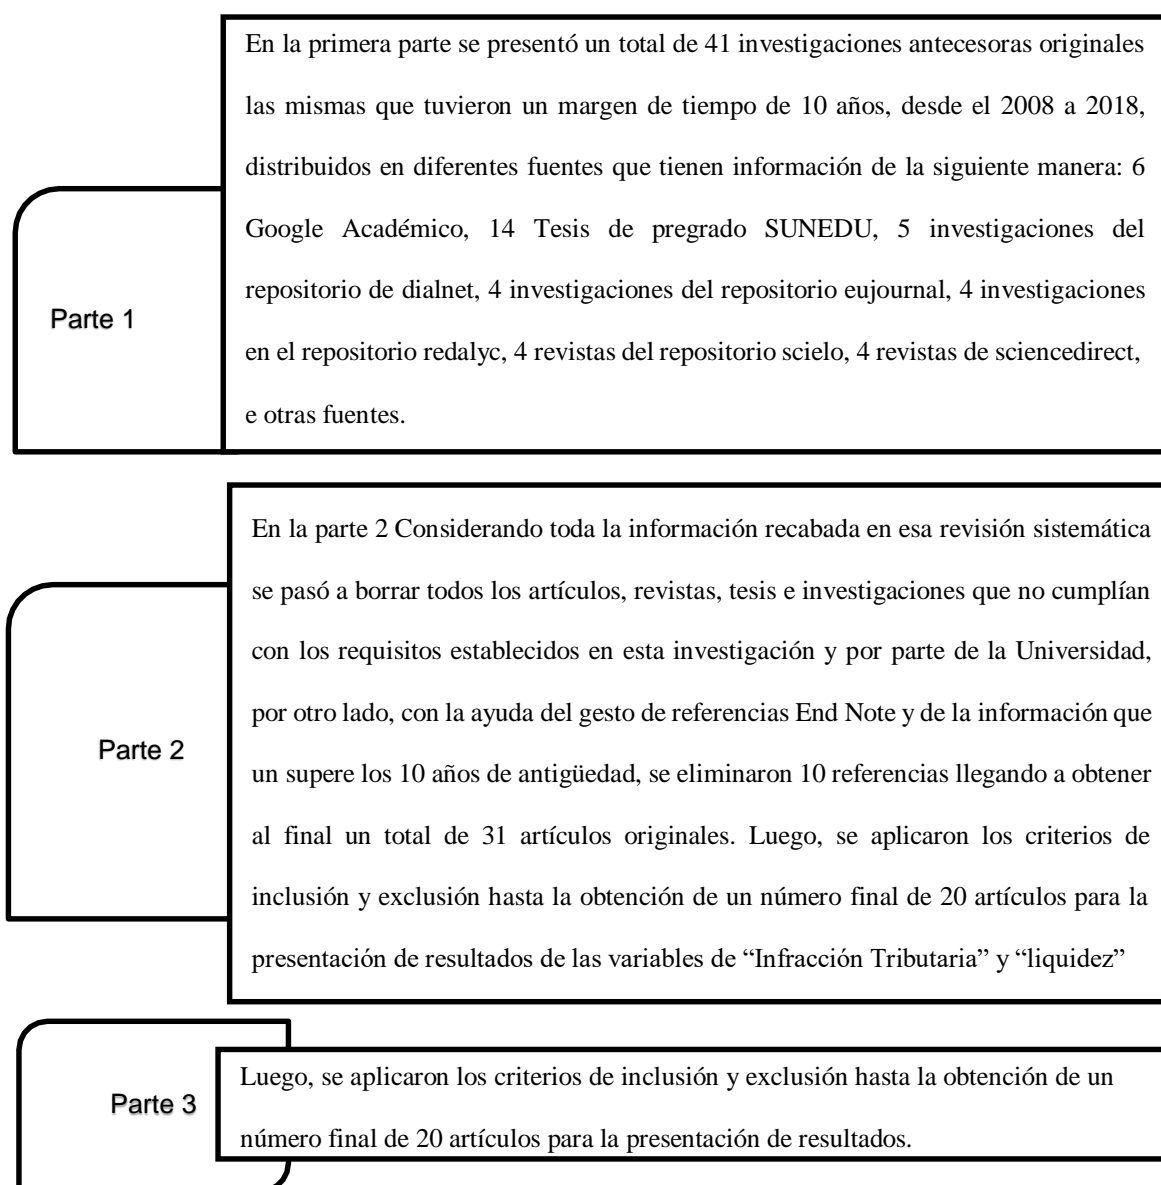 En la primera parte se presentó un total de 41 investigaciones antecesoras originales
las mismas que tuvieron un margen de tiempo de 10 años, desde el 2008 a 2018,
distribuidos en diferentes fuentes que tienen información de la siguiente manera: 6
Google Académico, 14 Tesis de pregrado SUNEDU, 5 investigaciones del
repositorio de dialnet, 4 investigaciones del repositorio eujournal, 4 investigaciones
Parte 1
en el repositorio redalyc, 4 revistas del repositorio scielo, 4 revistas de sciencedirect,
e otras fuentes.
En la parte 2 Considerando toda la información recabada en esa revisión sistemática
se pasó a borrar todos los artículos, revistas, tesis e investigaciones que no cumplían
con los requisitos establecidos en esta investigación y por parte de la Universidad,
por otro lado, con la ayuda del gesto de referencias End Note y de la información que
Parte 2
un supere los 10 años de antigüedad, se eliminaron 10 referencias llegando a obtener
al final un total de 31 artículos originales. Luego, se aplicaron los criterios de
inclusión y exclusión hasta la obtención de un número final de 20 artículos para la
presentación de resultados de las variables de “Infracción Tributaria” y “liquidez”
Luego, se aplicaron los criterios de inclusión y exclusión hasta la obtención de un
Parte 3
número final de 20 artículos para la presentación de resultados.